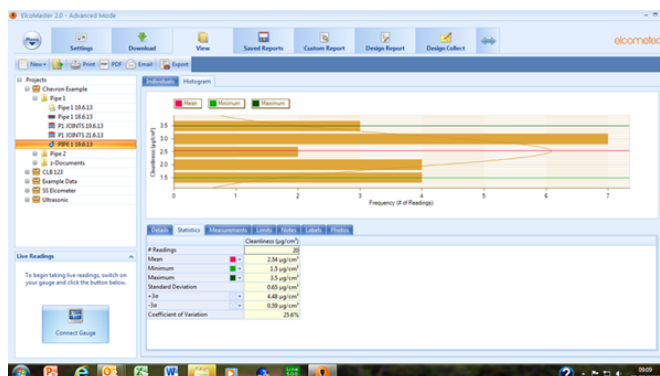 ElcoMaster 2.0 - Advanced Mode
Settings
Download
View
Saved Reports
Custom Report
Design Report
Design Collect
elcometer
New
Print
PDF
Email
Export
Projects
Chevron Example
Pipe 1
Pipe 1 19.6.13
Pipe 1 18.6.13
P1 JOINTS 19.6.13
P1 JOINTS 21.6.13
PIPE 1 19.6.13
Pipe 2
z-Documents
CLB 123
Example Data
SS Elcometer
Ultrasonic
Live Readings
To begin taking live readings, switch on
your gauge and click the button below.
Connect Gauge
Individuals
Histogram
Mean
Minimum
Maximum
Cleanliness (µg/cm²)
3.5
3.0
2.5
2.0
1.5
0 1 2 3 4 5 6 7
Frequency (# of Readings)
Details Statistics Measurements Limits Notes Labels Photos
Cleanliness (µg/cm²)
# Readings 20
Mean 2.54 µg/cm²
Minimum 1.5 µg/cm²
Maximum 3.5 µg/cm²
Standard Deviation 0.65 µg/cm²
+3σ 4.48 µg/cm²
-3σ 0.59 µg/cm²
Coefficient of Variation 25.6%
09:09